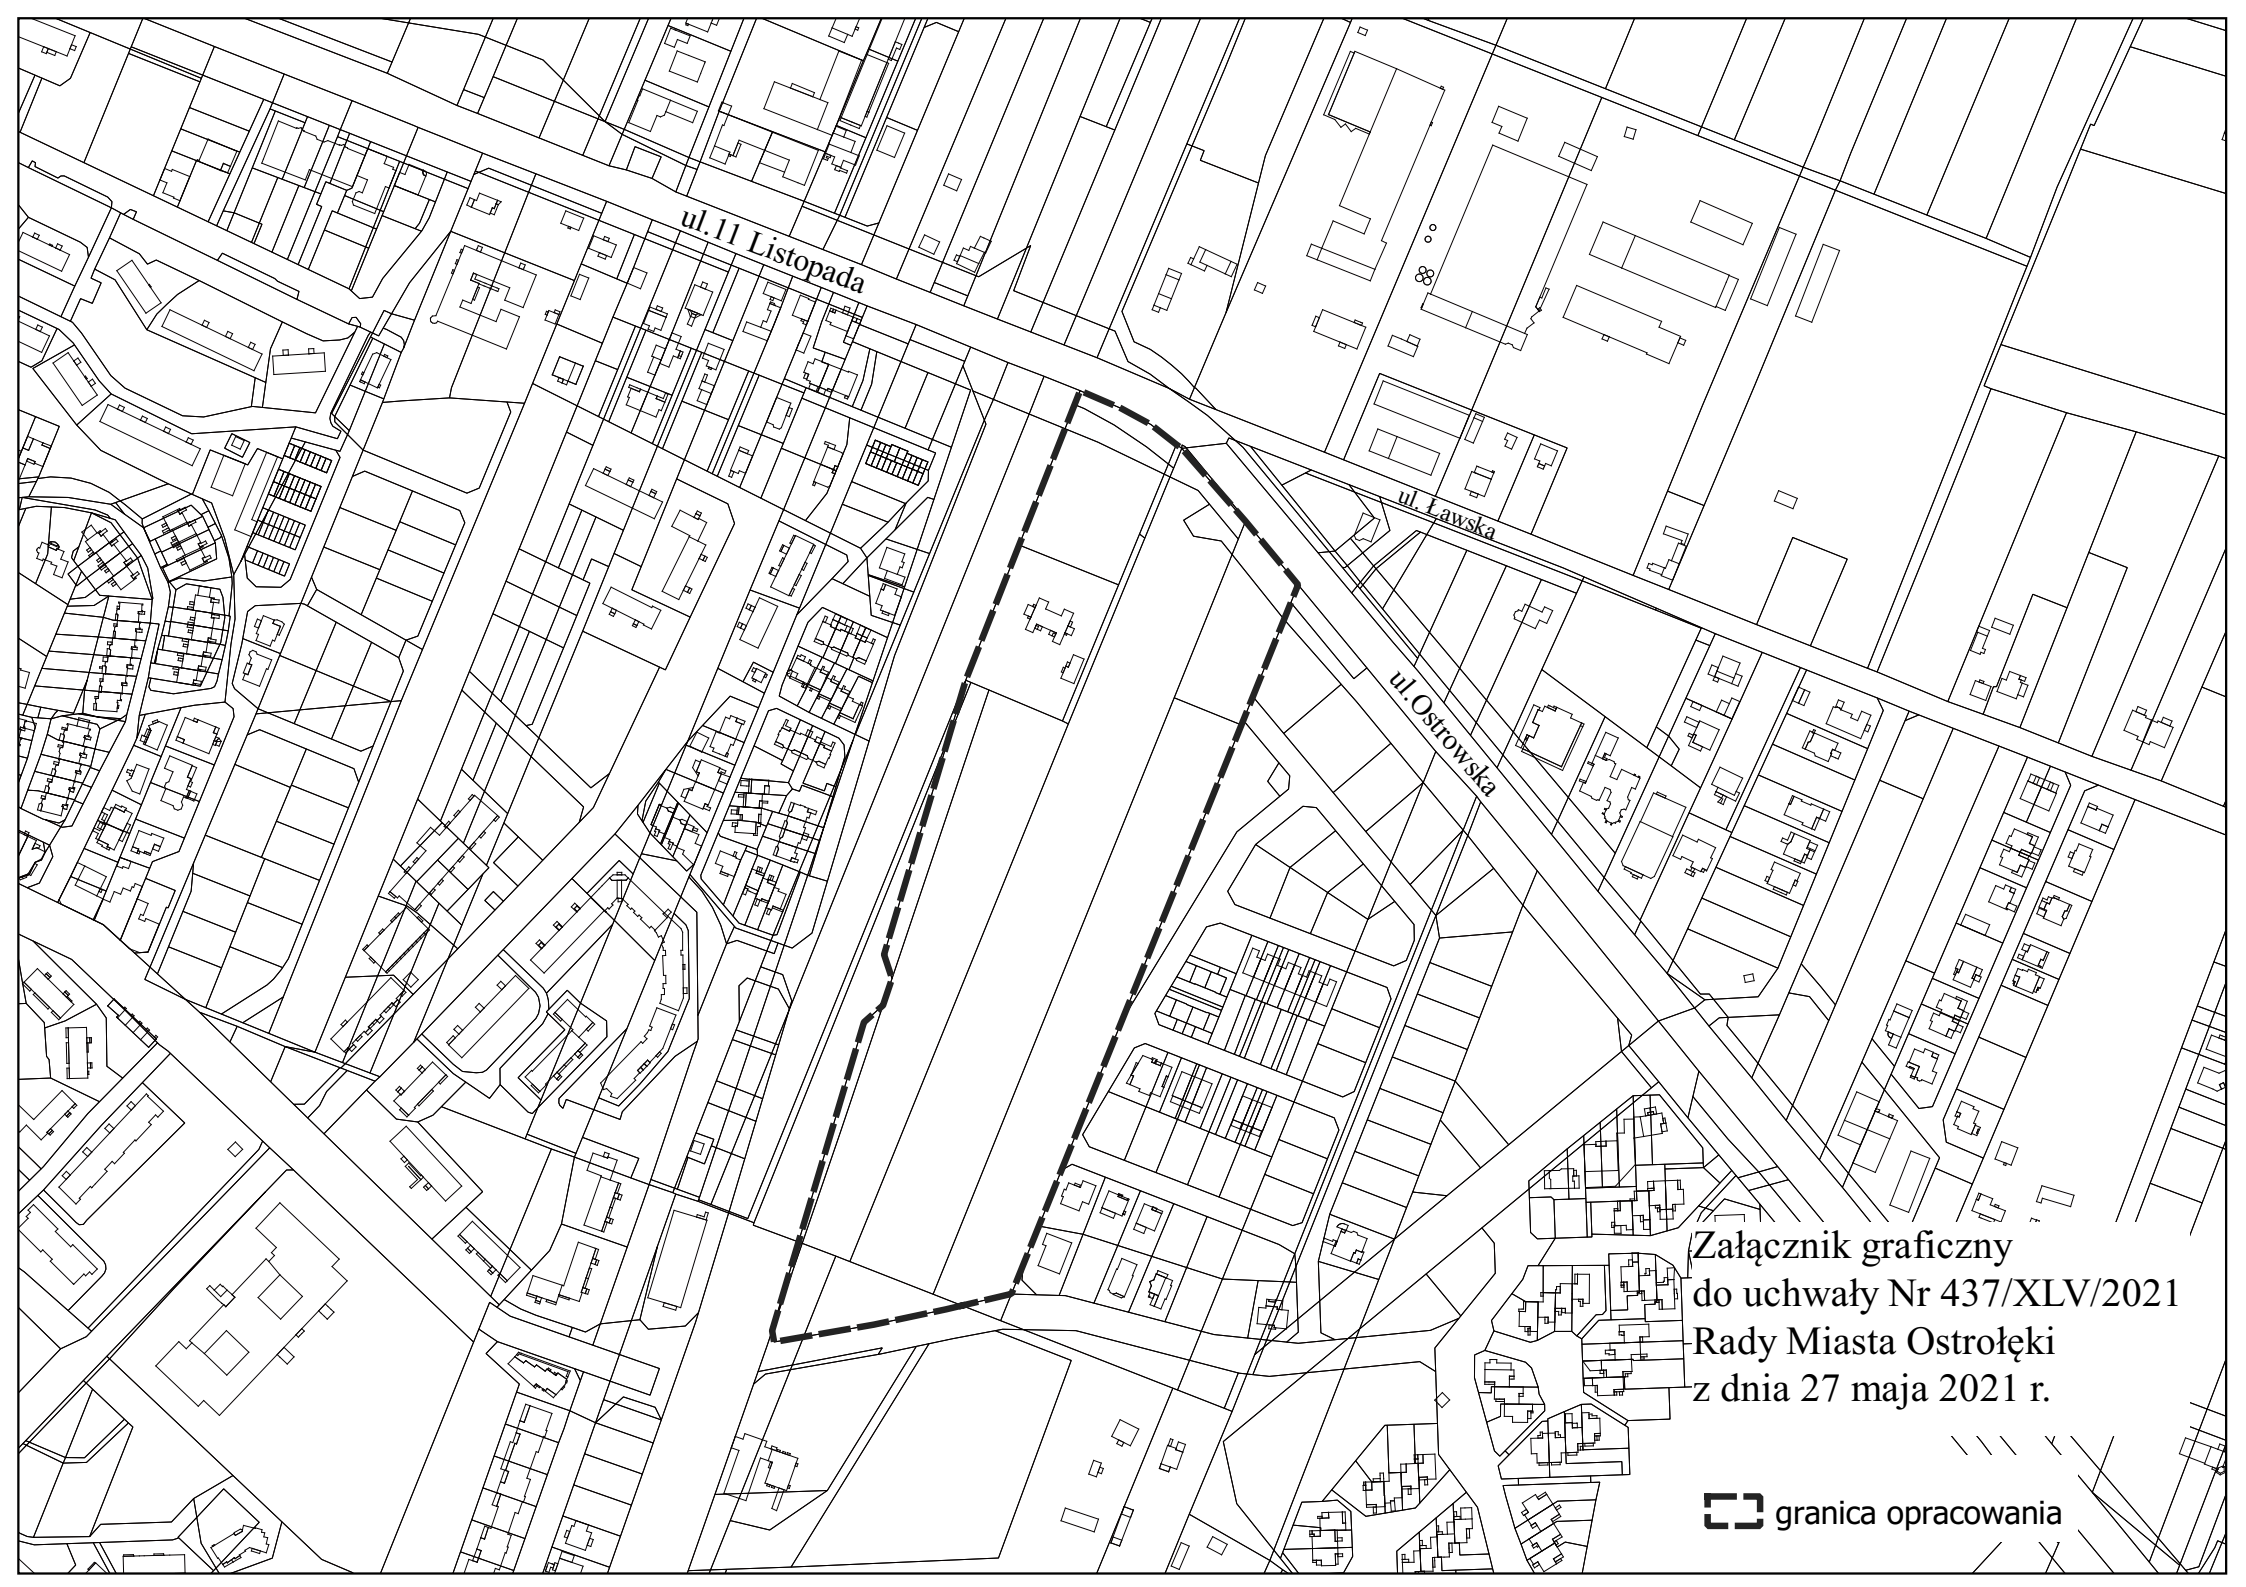 ul.11 Listopada
ul. Ławska
ul.Ostrowska
Załącznik graficzny
do uchwały Nr 437/XLV/2021
Rady Miasta Ostrołęki
z dnia 27 maja 2021 r.
granica opracowania